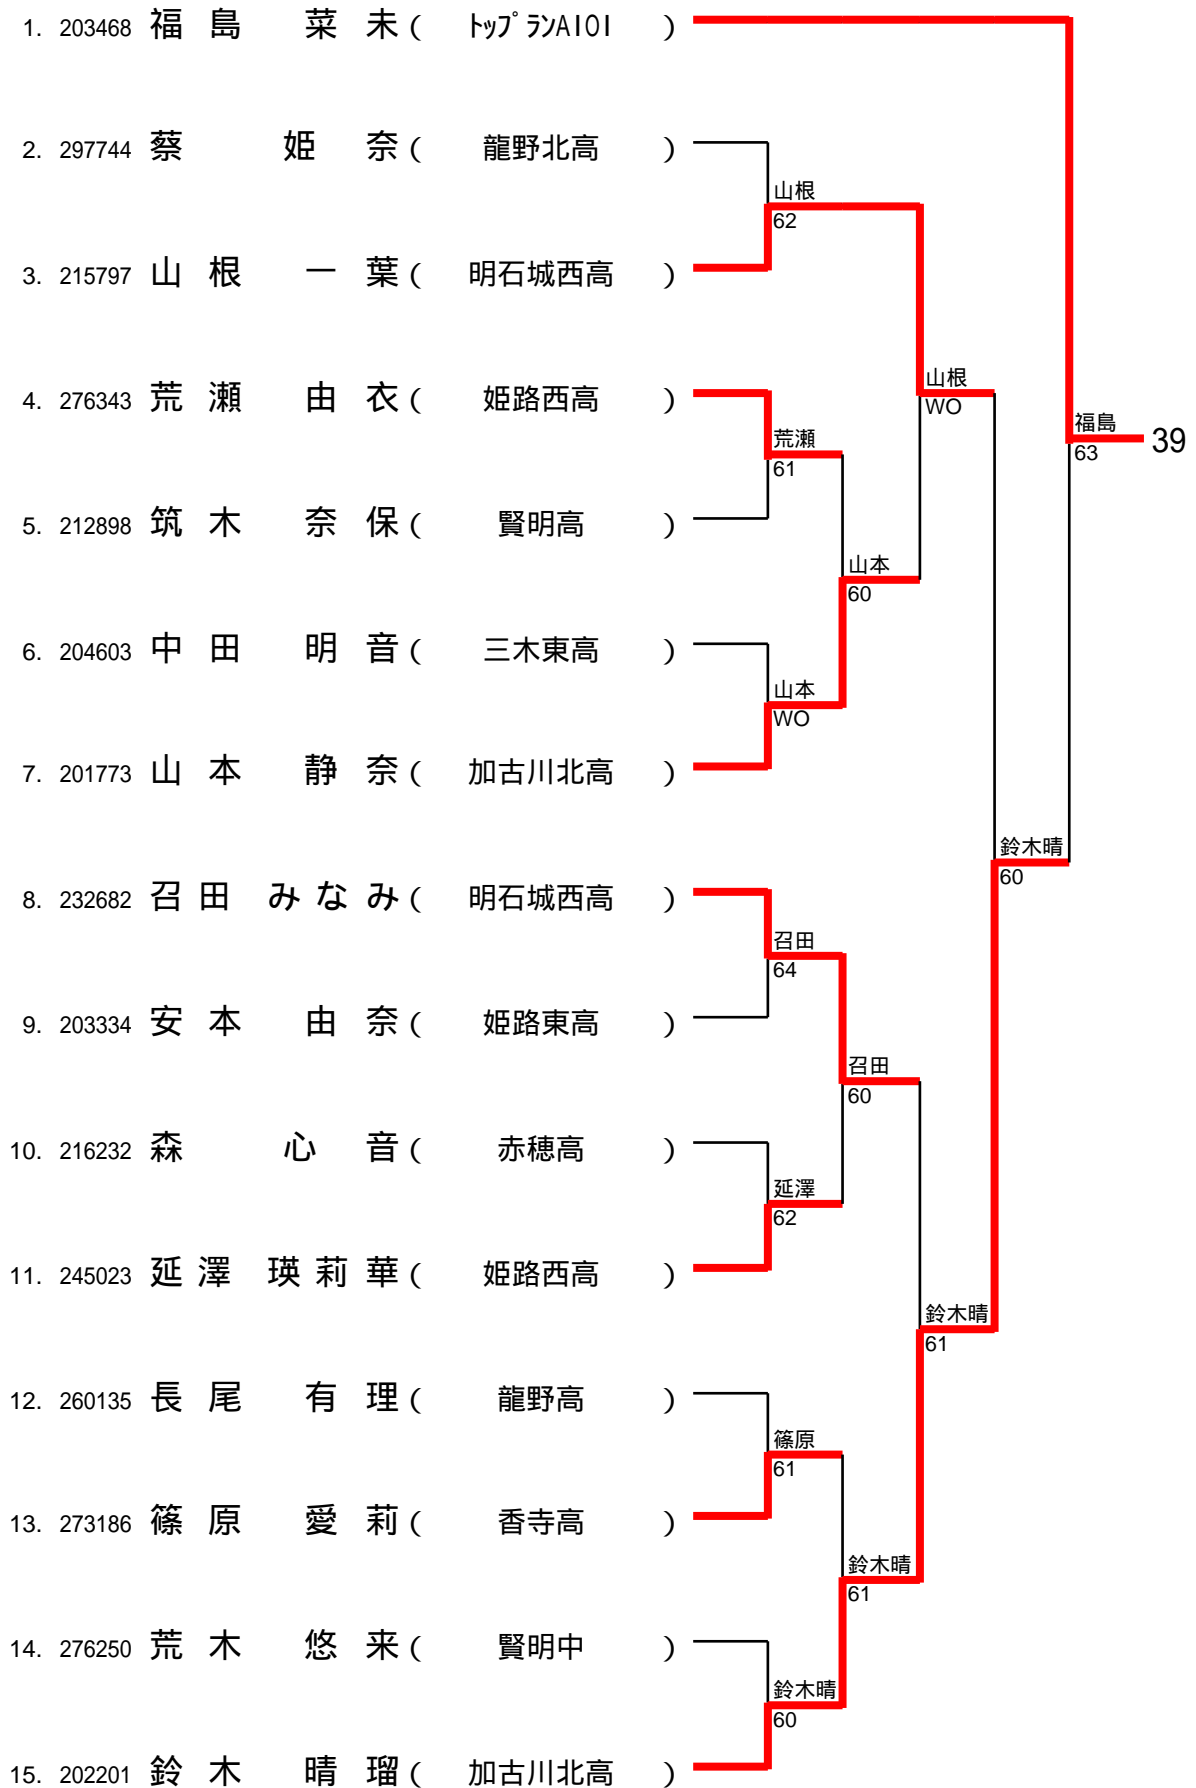 1. 203468 福島 菜未 ( トップランAIOI )
2. 297744 蔡 姫奈 ( 龍野北高 )
山根
62
3. 215797 山根 一葉 ( 明石城西高 )
山根
WO
4. 276343 荒瀬 由衣 ( 姫路西高 )
福島
63
39
荒瀬
61
5. 212898 筑木 奈保 ( 賢明高 )
山本
60
6. 204603 中田 明音 ( 三木東高 )
山本
WO
7. 201773 山本 静奈 ( 加古川北高 )
鈴木晴
60
8. 232682 召田 みなみ ( 明石城西高 )
召田
64
9. 203334 安本 由奈 ( 姫路東高 )
召田
60
10. 216232 森 心音 ( 赤穂高 )
延澤
62
11. 245023 延澤 瑛莉華 ( 姫路西高 )
鈴木晴
61
12. 260135 長尾 有理 ( 龍野高 )
篠原
61
13. 273186 篠原 愛莉 ( 香寺高 )
鈴木晴
61
14. 276250 荒木 悠来 ( 賢明中 )
鈴木晴
60
15. 202201 鈴木 晴瑠 ( 加古川北高 )